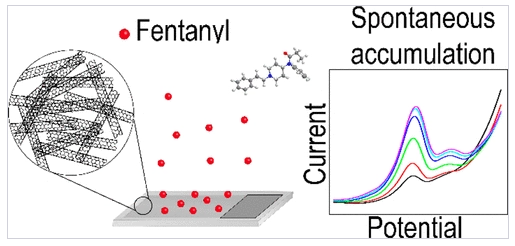 Fentanyl
Spontaneous
accumulation
Current
Potential